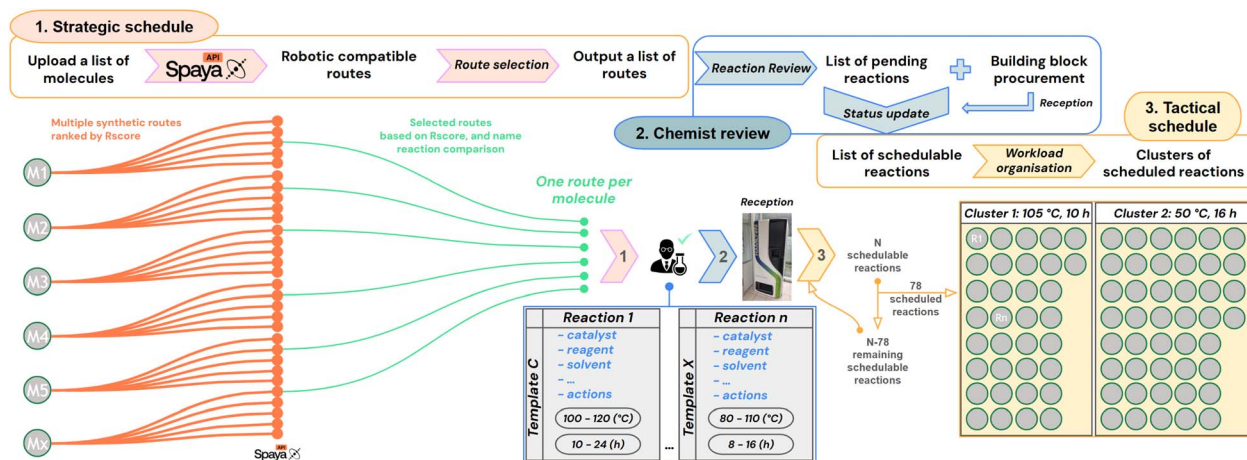 1. Strategic schedule
Upload a list of
molecules
API
Spaya
Robotic compatible
routes
Route selection
Output a list of
routes
Reaction Review
List of pending
reactions
Building block
procurement
Reception
Status update
2. Chemist review
3. Tactical
schedule
List of schedulable
reactions
Workload
organisation
Clusters of
scheduled reactions
Multiple synthetic routes
ranked by Rscore
Selected routes
based on Rscore, and name
reaction comparison
M1
M2
M3
M4
M5
Mx
API
Spaya
One route per
molecule
1
2
Reception
3
N
schedulable
reactions
78
scheduled
reactions
N-78
remaining
schedulable
reactions
Template C
Reaction 1
- catalyst
- reagent
- solvent
- ...
- actions
100 - 120 (°C)
10 - 24 (h)
...
Template X
Reaction n
- catalyst
- reagent
- solvent
- ...
- actions
80 - 110 (°C)
8 - 16 (h)
Cluster 1: 105 °C, 10 h
R1
Rn
Cluster 2: 50 °C, 16 h